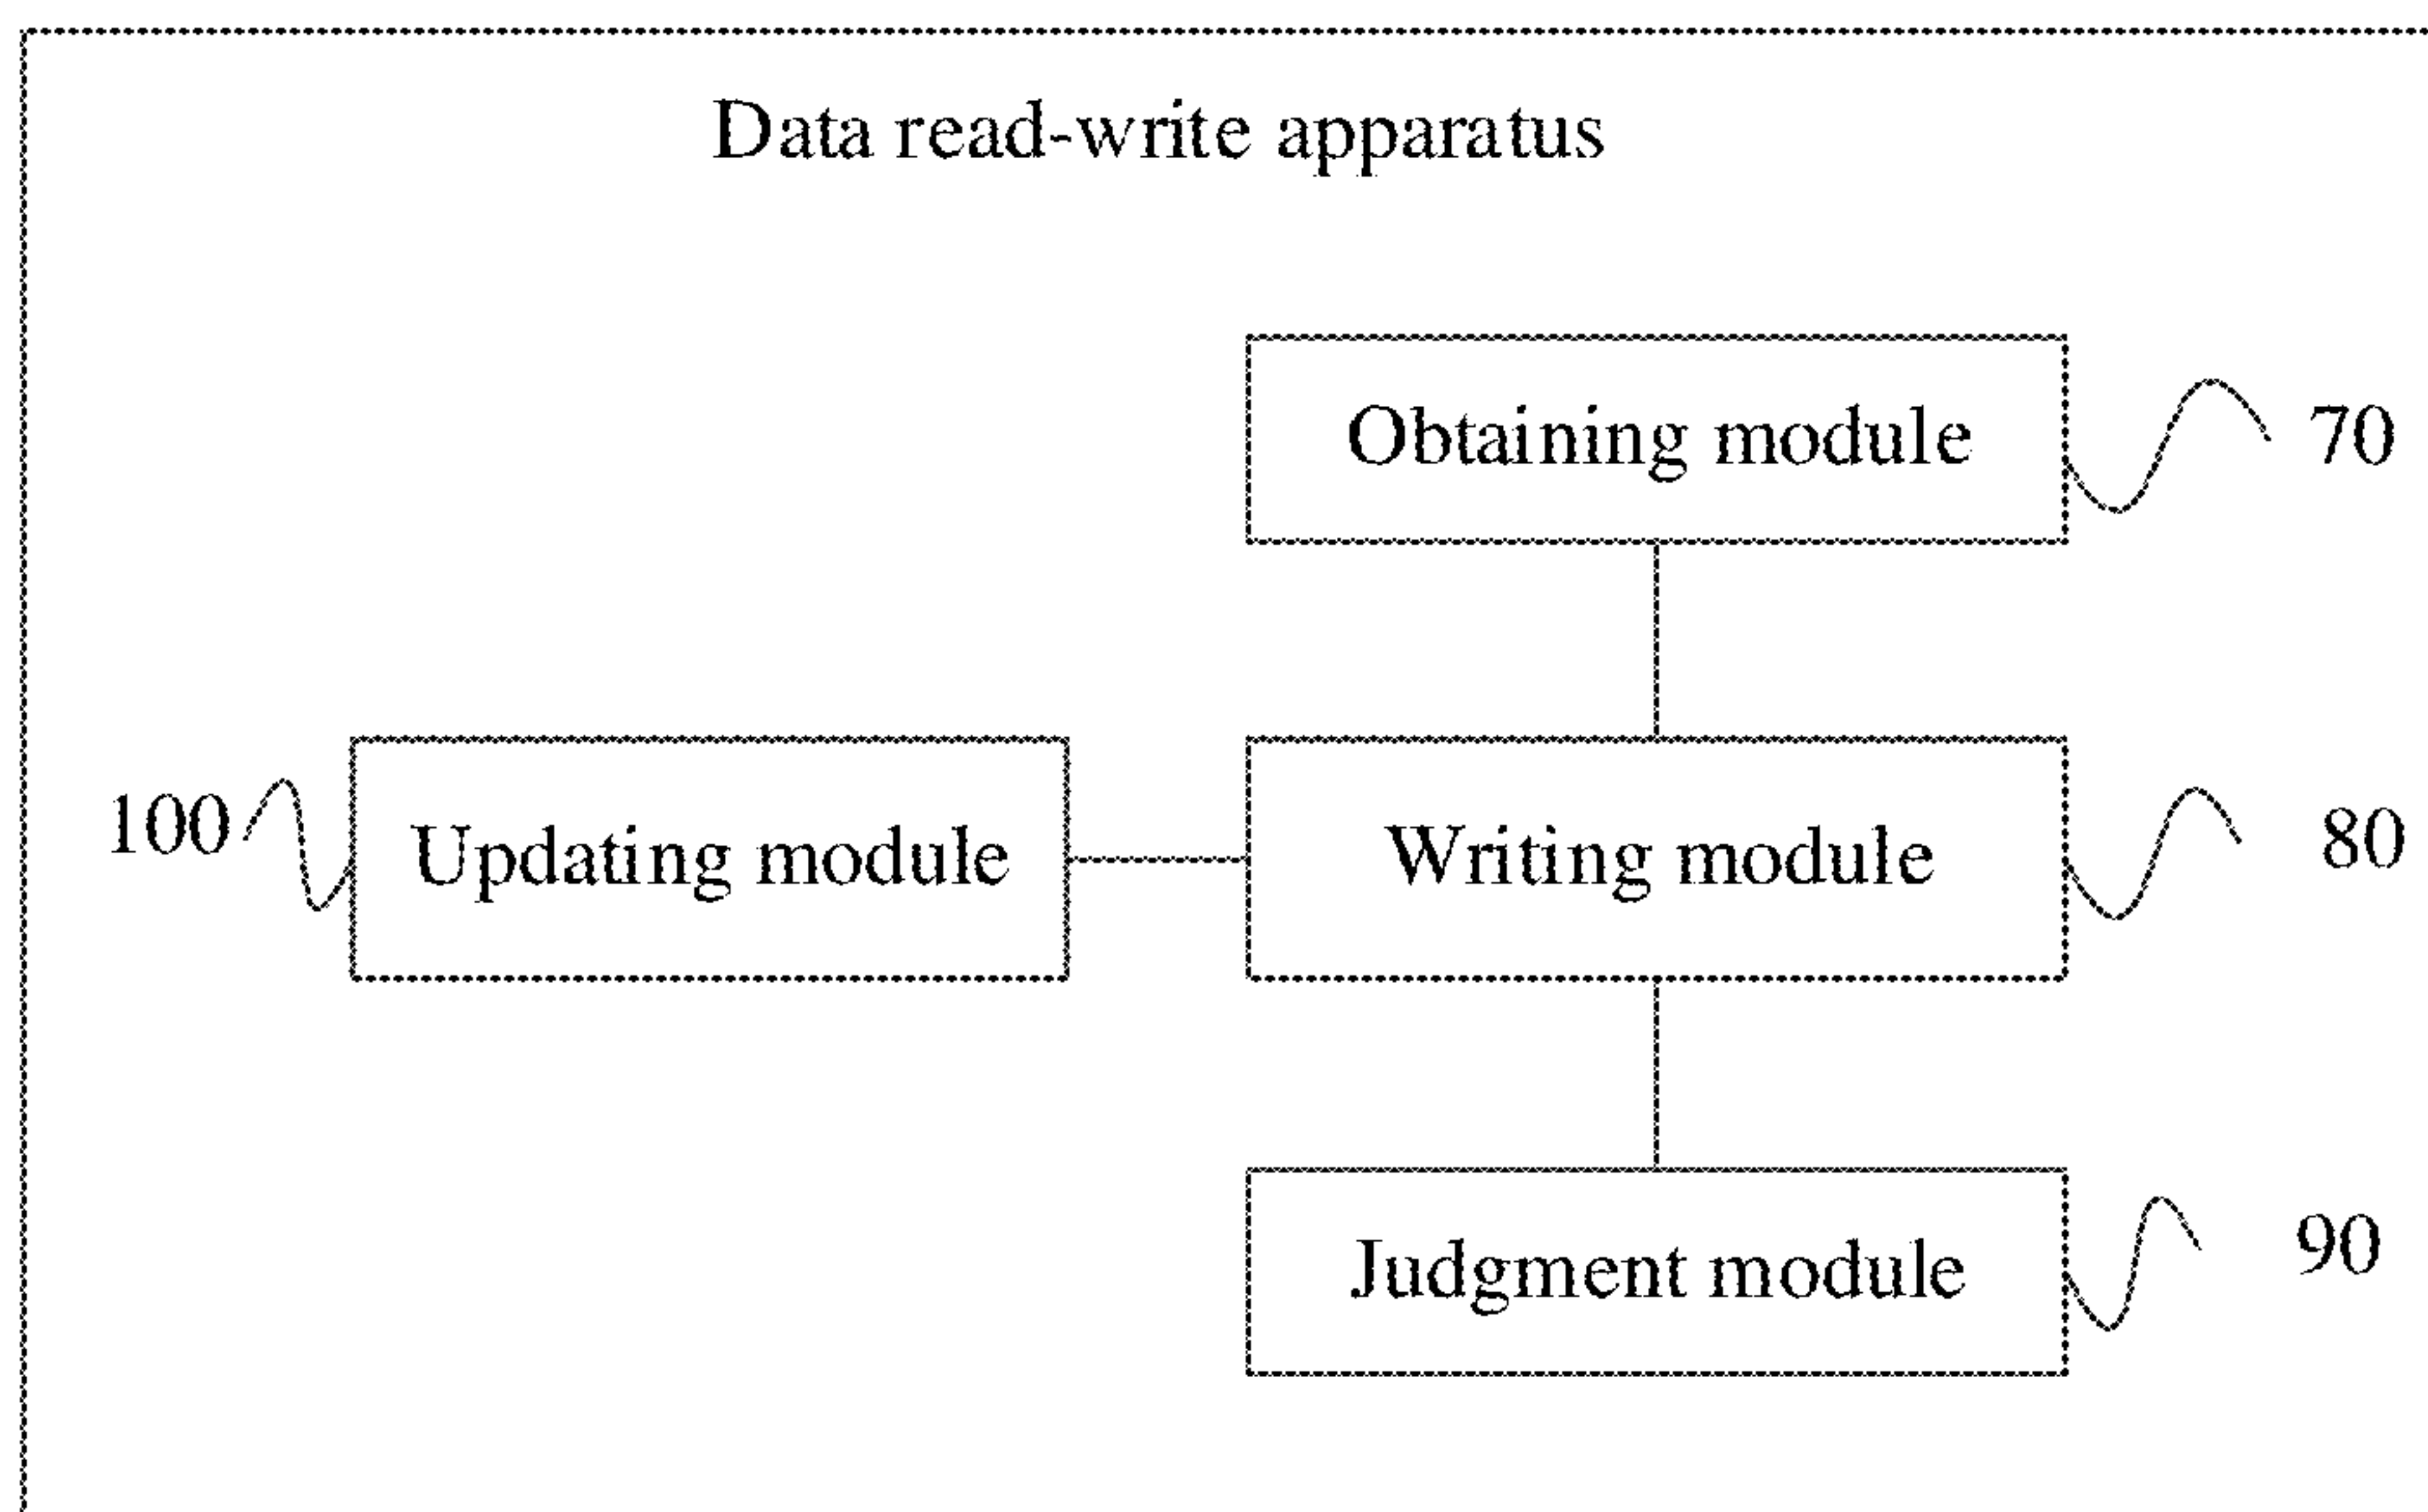 Data read-write apparatus
Obtaining module
70
100
Updating module
Writing module
80
Judgment module
90